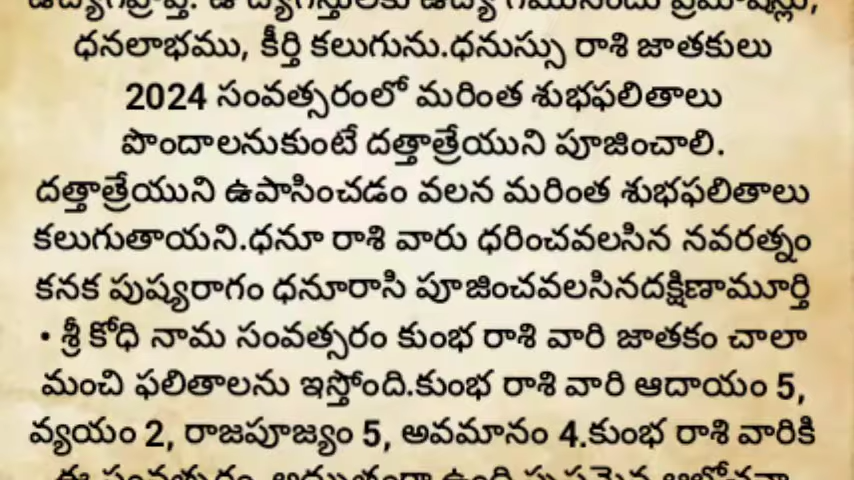 ధనలాభము, కీర్తి కలుగును.ధనుస్సు రాశి జాతకులు
2024 సంవత్సరంలో మరింత శుభఫలితాలు
పొందాలనుకుంటే దత్తాత్రేయుని పూజించాలి.
దత్తాత్రేయుని ఉపాసించడం వలన మరింత శుభఫలితాలు
కలుగుతాయని.ధనూ రాశి వారు ధరించవలసిన నవరత్నం
కనక పుష్యరాగం ధనూరాసి పూజించవలసినదక్షిణామూర్తి
• శ్రీ కోధి నామ సంవత్సరం కుంభ రాశి వారి జాతకం చాలా
మంచి ఫలితాలను ఇస్తోంది.కుంభ రాశి వారి ఆదాయం 5,
వ్యయం 2, రాజపూజ్యం 5, అవమానం 4.కుంభ రాశి వారికి